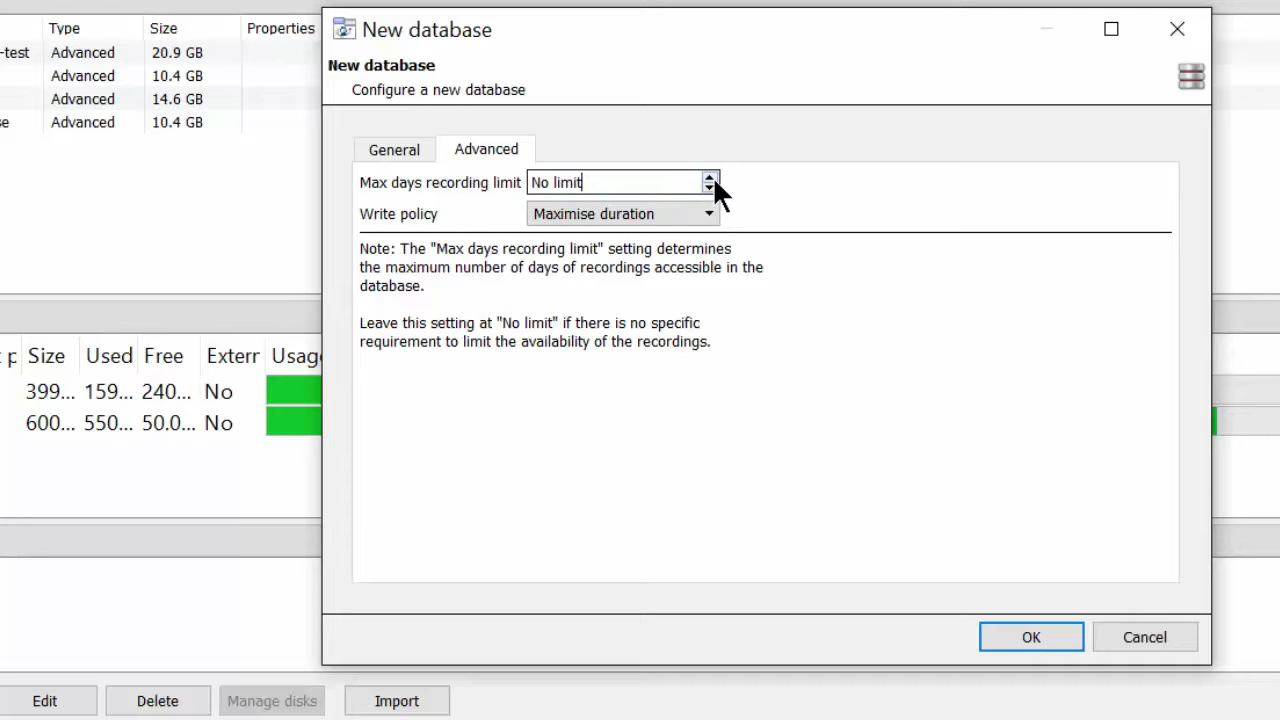 Type Size Properties
-test Advanced 20.9 GB
Advanced 10.4 GB
Advanced 14.6 GB
se Advanced 10.4 GB
t p Size Used Free Extern Usag
399... 159... 240... No
600... 550... 50.0... No
Edit Delete Manage disks Import
New database
New database
Configure a new database
General Advanced
Max days recording limit No limit
Write policy Maximise duration
Note: The "Max days recording limit" setting determines
the maximum number of days of recordings accessible in the
database.
Leave this setting at "No limit" if there is no specific
requirement to limit the availability of the recordings.
OK Cancel